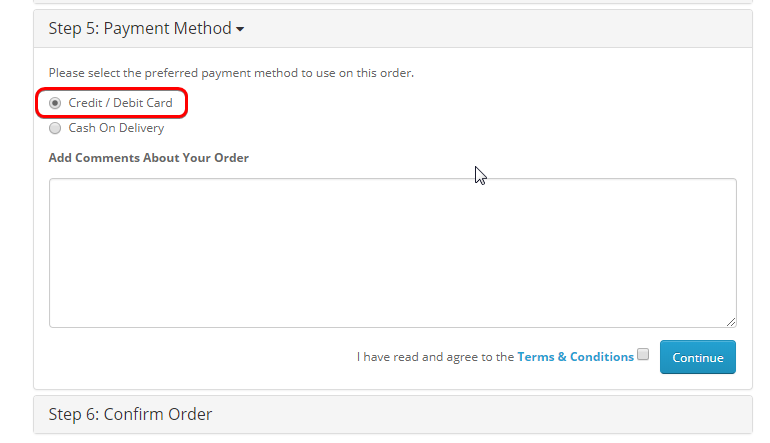 Step 5: Payment Method
Please select the preferred payment method to use on this order.
Credit / Debit Card
Cash On Delivery
Add Comments About Your Order
I have read and agree to the Terms & Conditions
Continue
Step 6: Confirm Order